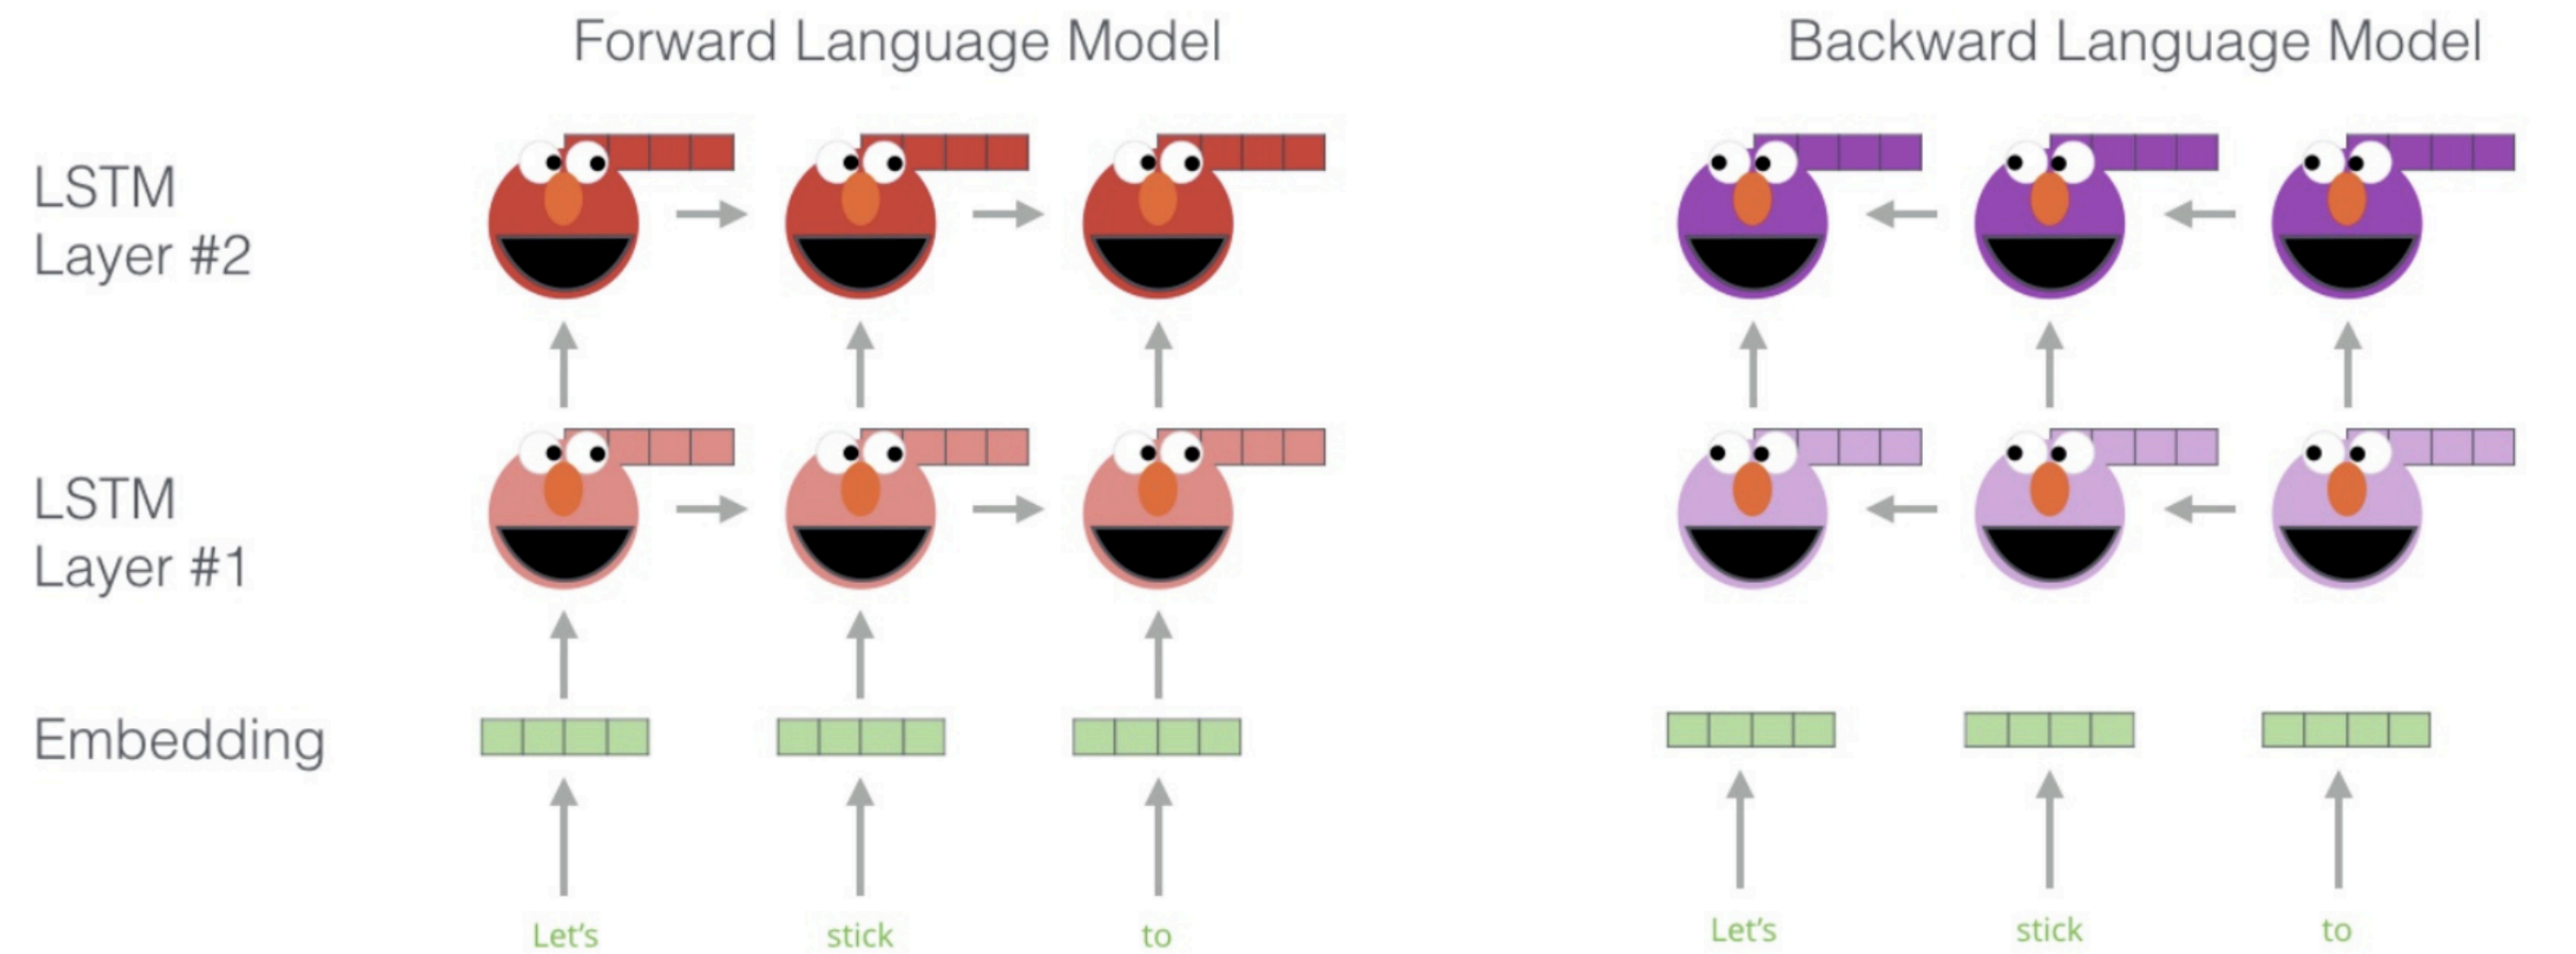 Forward Language Model
Backward Language Model
LSTM
Layer #2
LSTM
Layer #1
Embedding
Let's
stick
to
Let's
stick
to